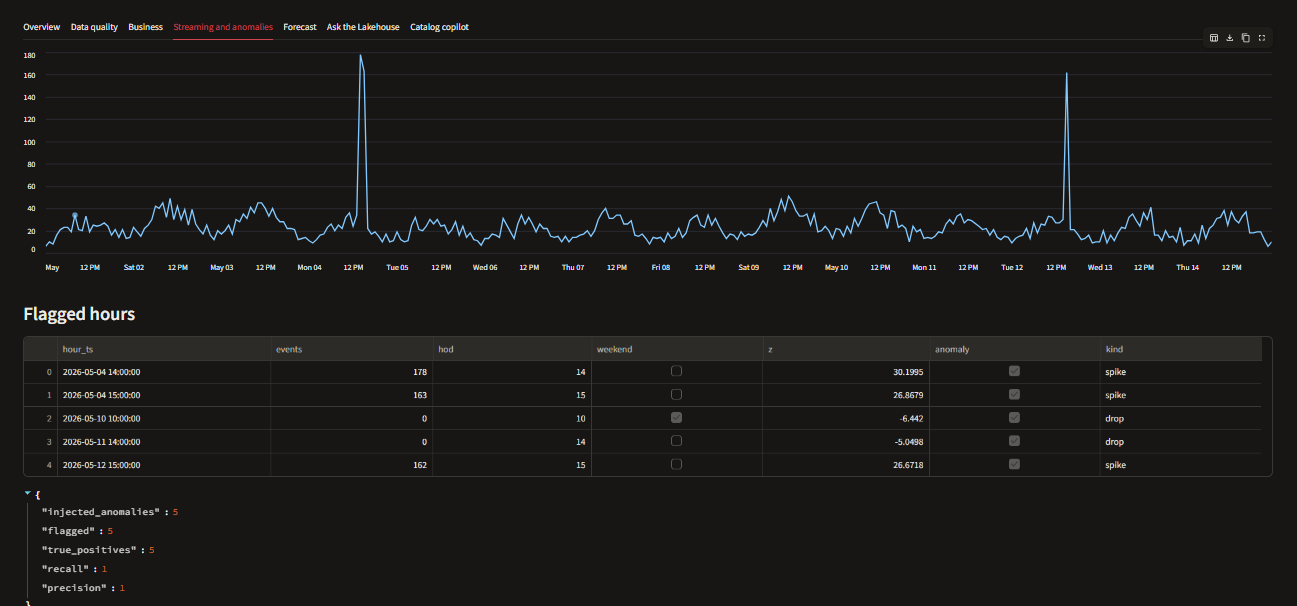 Overview Data quality Business Streaming and anomalies Forecast Ask the Lakehouse Catalog copilot
180
160
140
120
100
80
60
40
20
0
May 12 PM Sat 02 12 PM May 03 12 PM Mon 04 12 PM Tue 05 12 PM Wed 06 12 PM Thu 07 12 PM Fri 08 12 PM Sat 09 12 PM May 10 12 PM Mon 11 12 PM Tue 12 12 PM Wed 13 12 PM Thu 14 12 PM
Flagged hours
hour_ts events hod weekend z anomaly kind
0 2026-05-04 14:00:00 178 14 30.1995 spike
1 2026-05-04 15:00:00 163 15 26.8679 spike
2 2026-05-10 10:00:00 0 10 -6.442 drop
3 2026-05-11 14:00:00 0 14 -5.0498 drop
4 2026-05-12 15:00:00 162 15 26.6718 spike
{
"injected_anomalies" : 5
"flagged" : 5
"true_positives" : 5
"recall" : 1
"precision" : 1
}